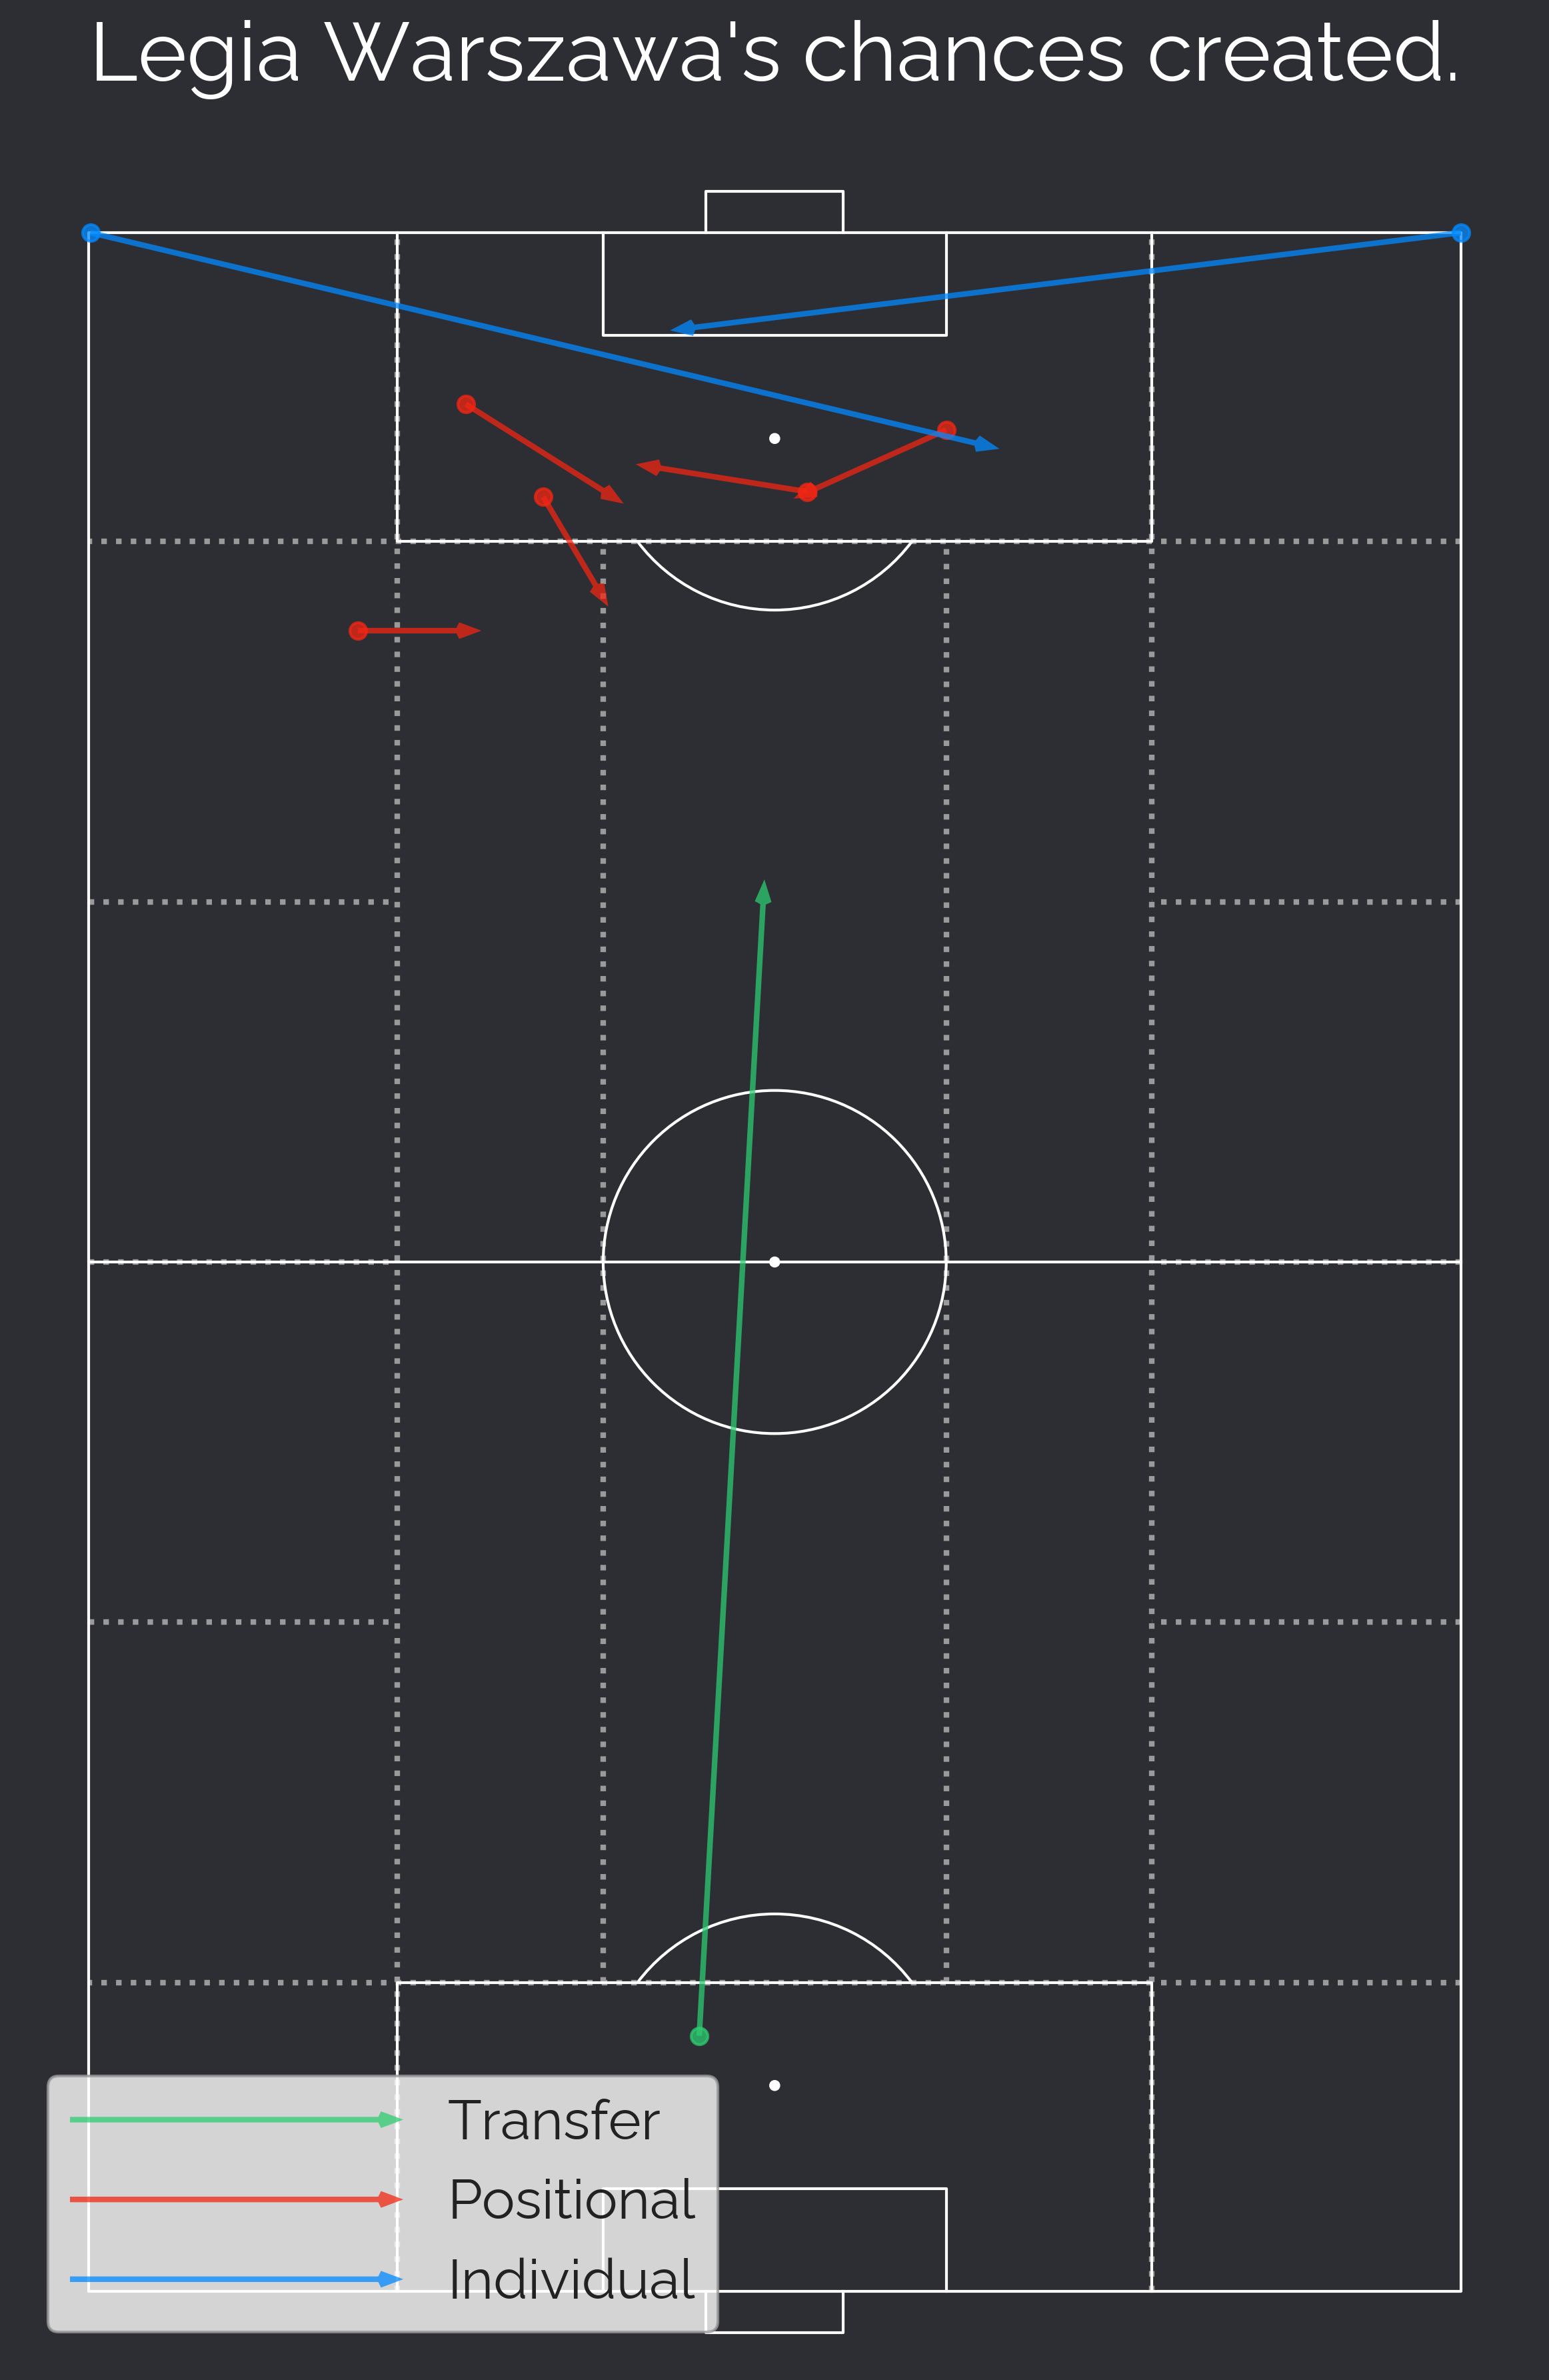 Legia Warszawa's chances created.
Transfer
Positional
Individual